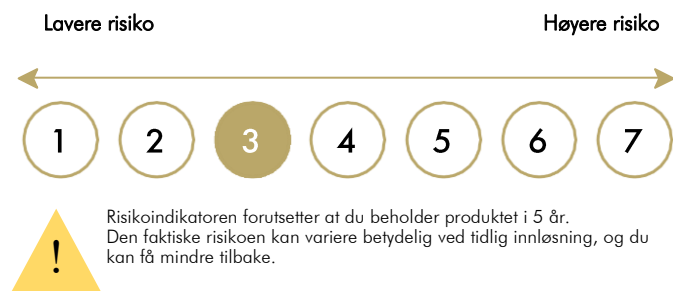 Lavere risiko Høyere risiko
1 2 3 4 5 6 7
Risikoindikatoren forutsetter at du beholder produktet i 5 år.
Den faktiske risikoen kan variere betydelig ved tidlig innløsning, og du
kan få mindre tilbake.
!